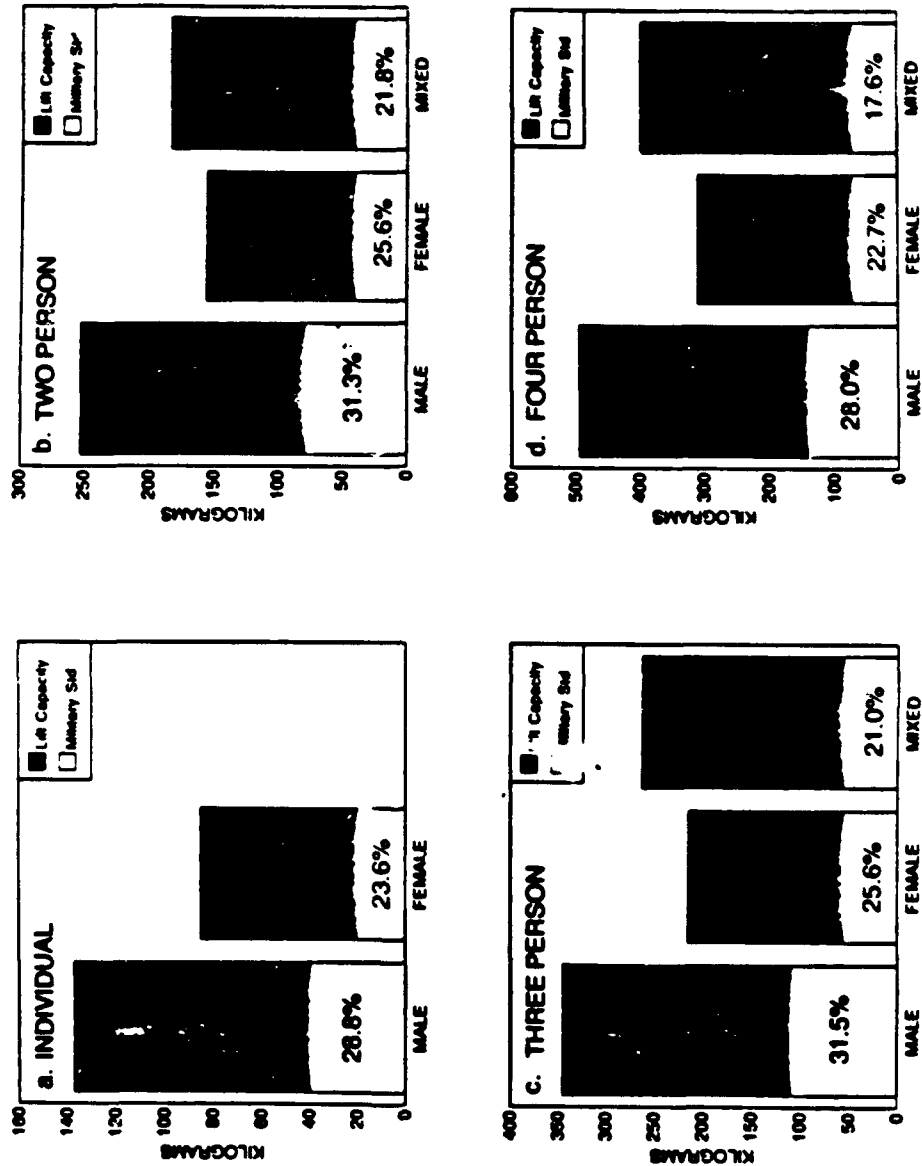 a. INDIVIDUAL
Lift Capacity
Military Std
KILOGRAMS
160
140
120
100
80
60
40
20
0
28.8%
23.6%
MALE
FEMALE
b. TWO PERSON
Lift Capacity
Military
KILOGRAMS
300
250
200
150
100
50
0
31.3%
25.6%
21.8%
MALE
FEMALE
MIXED
c. THREE PERSON
Capacity
Std
KILOGRAMS
400
350
300
250
200
150
100
50
0
31.5%
25.6%
21.0%
MALE
FEMALE
MIXED
d. FOUR PERSON
Lift Capacity
Military Std
KILOGRAMS
600
500
400
300
200
100
0
28.0%
22.7%
17.6%
MALE
FEMALE
MIXED